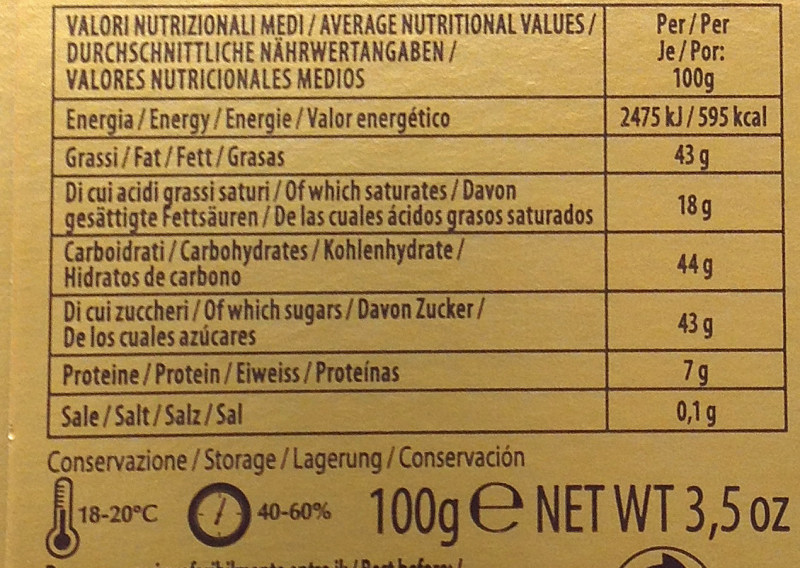 VALORI NUTRIZIONALI MEDI / AVERAGE NUTRITIONAL VALUES /
DURCHSCHNITTLICHE NÄHRWERTANGABEN /
VALORES NUTRICIONALES MEDIOS
Per / Per
Je / Por:
100g
Energia / Energy / Energie / Valor energético
2475 kJ / 595 kcal
Grassi / Fat / Fett / Grasas
43 g
Di cui acidi grassi saturi / Of which saturates / Davon
gesättigte Fettsäuren / De las cuales ácidos grasos saturados
18 g
Carboidrati / Carbohydrates / Kohlenhydrate /
Hidratos de carbono
44 g
Di cui zuccheri / Of which sugars / Davon Zucker /
De los cuales azúcares
43 g
Proteine / Protein / Eiweiss / Proteínas
7 g
Sale / Salt / Salz / Sal
0,1 g
Conservazione / Storage / Lagerung / Conservación
18-20°C 40-60% 100g e NET WT 3,5 oz